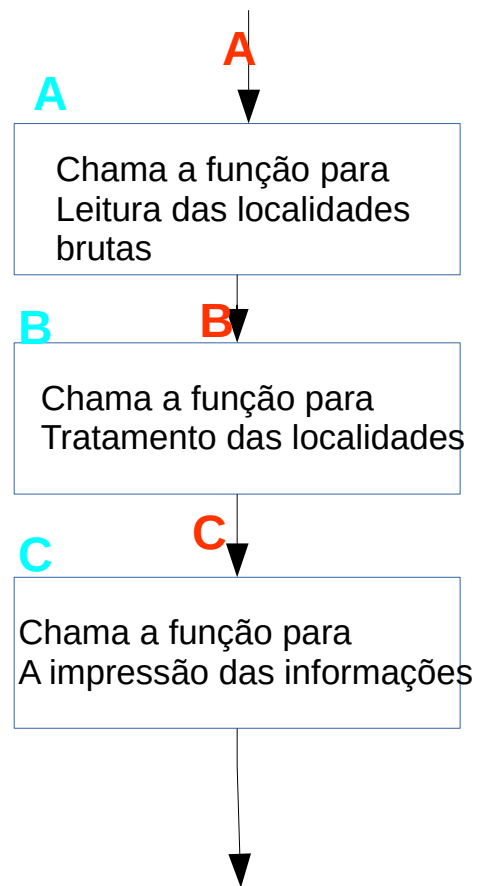 A
A
Chama a função para
Leitura das localidades
brutas
B
B
Chama a função para
Tratamento das localidades
C
C
Chama a função para
A impressão das informações